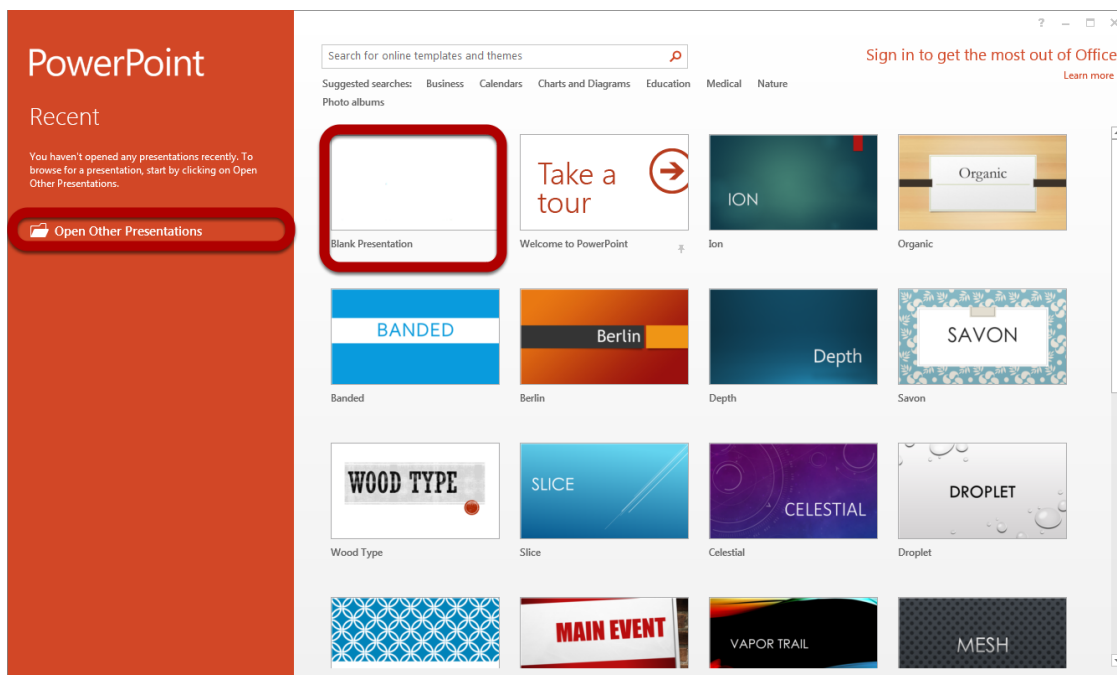 ?
PowerPoint
Search for online templates and themes
Sign in to get the most out of Office
Learn more
Suggested searches: Business Calendars Charts and Diagrams Education Medical Nature
Photo albums
Recent
You haven't opened any presentations recently. To
browse for a presentation, start by clicking on Open
Other Presentations.
Open Other Presentations
Take a
tour
ION
Organic
Blank Presentation
Welcome to PowerPoint
Ion
Organic
BANDED
Berlin
Depth
SAVON
Banded
Berlin
Depth
Savon
WOOD TYPE
SLICE
CELESTIAL
DROPLET
Wood Type
Slice
Celestial
Droplet
MAIN EVENT
VAPOR TRAIL
MESH